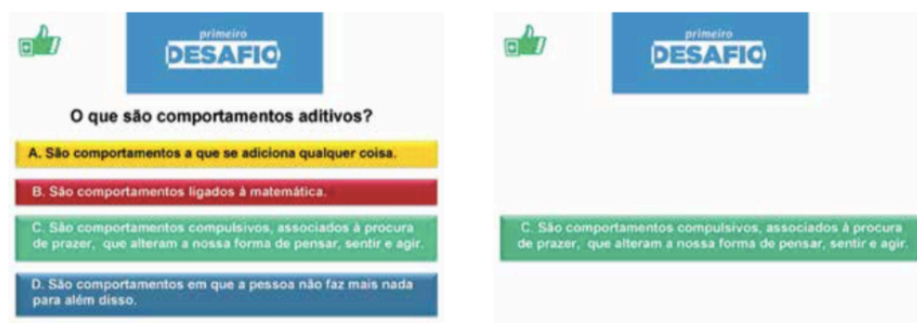 primeiro
DESAFIO
O que são comportamentos aditivos?
A. São comportamentos a que se adiciona qualquer coisa.
B. São comportamentos ligados à matemática.
C. São comportamentos compulsivos, associados à procura
de prazer, que alteram a nossa forma de pensar, sentir e agir.
D. São comportamentos em que a pessoa não faz mais nada
para além disso.
primeiro
DESAFIO
C. São comportamentos compulsivos, associados à procura
de prazer, que alteram a nossa forma de pensar, sentir e agir.